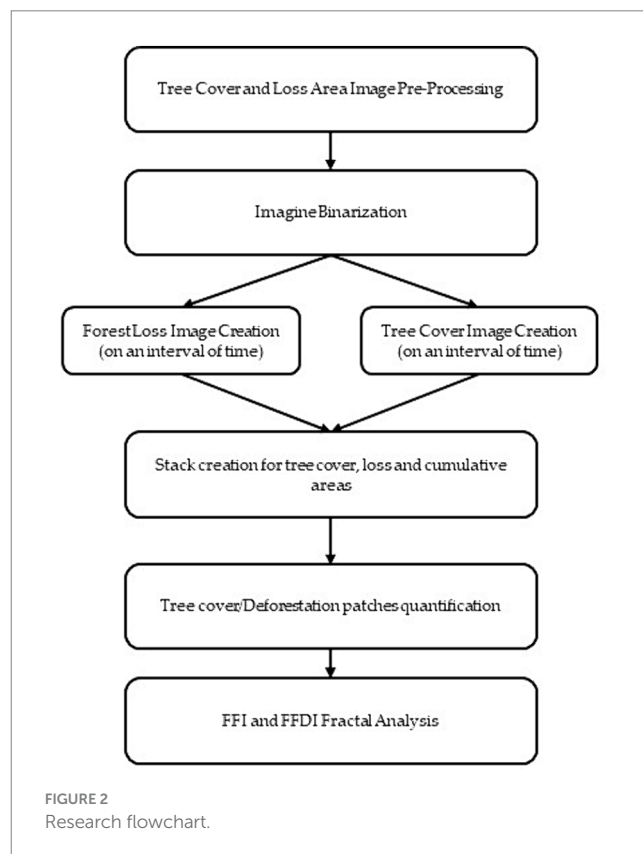 Tree Cover and Loss Area Image Pre-Processing
Imagine Binarization
Forest Loss Image Creation
(on an interval of time)
Tree Cover Image Creation
(on an interval of time)
Stack creation for tree cover, loss and cumulative
areas
Tree cover/Deforestation patches quantification
FFI and FFDI Fractal Analysis
FIGURE 2
Research flowchart.